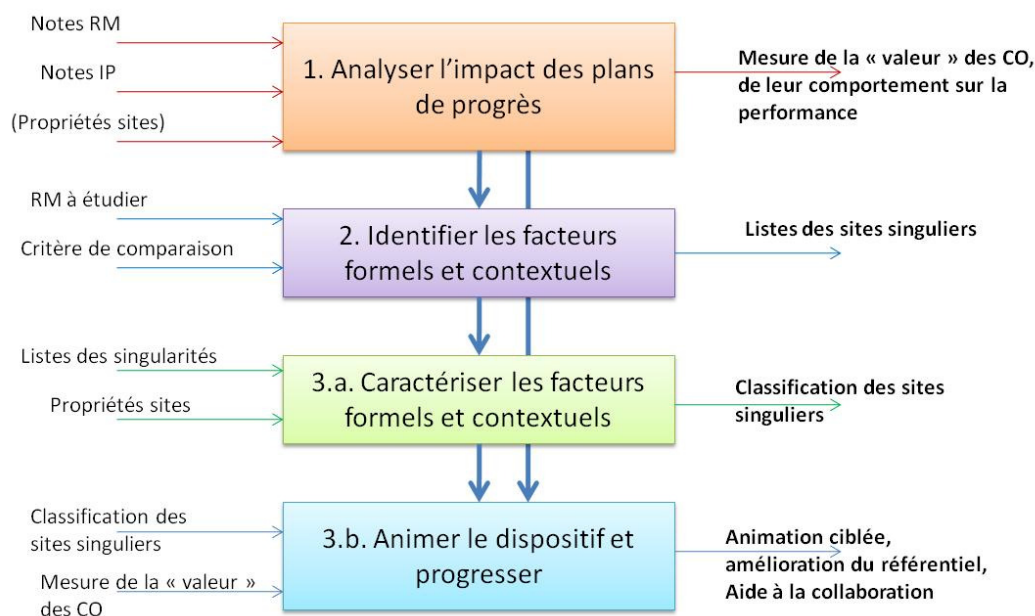 Notes RM
Notes IP
(Propriétés sites)
1. Analyser l’impact des plans
de progrès
Mesure de la « valeur » des CO,
de leur comportement sur la
performance
RM à étudier
Critère de comparaison
2. Identifier les facteurs
formels et contextuels
Listes des sites singuliers
Listes des singularités
Propriétés sites
3.a. Caractériser les facteurs
formels et contextuels
Classification des sites
singuliers
Classification des
sites singuliers
Mesure de la « valeur »
des CO
3.b. Animer le dispositif et
progresser
Animation ciblée,
amélioration du référentiel,
Aide à la collaboration